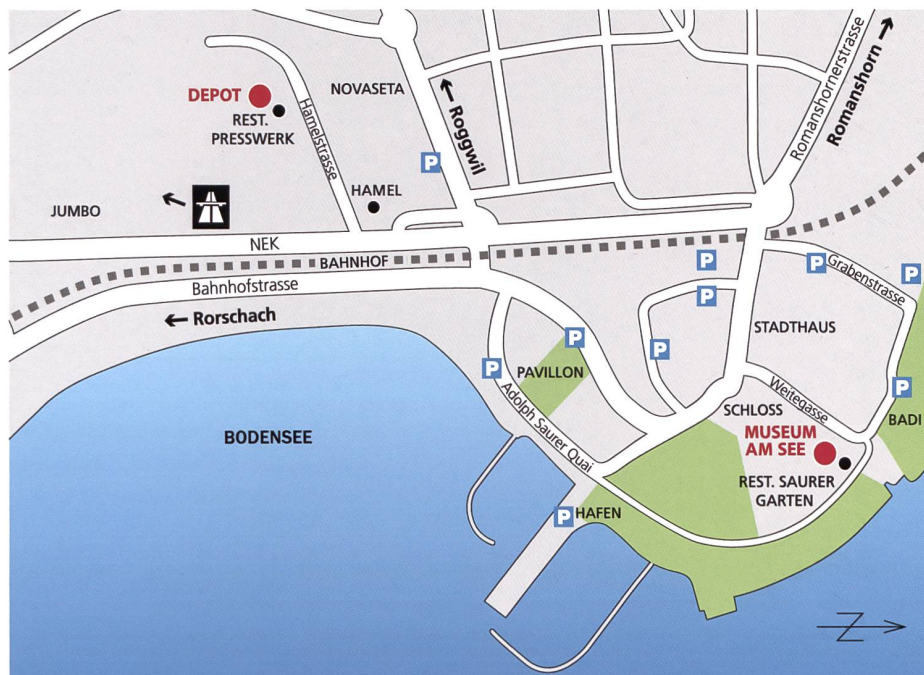 Romanshornerstrasse
Romanshorn
NOVASETA
DEPOT
REST.
PRESSWERK
Hamelstrasse
Roggwil
P
HAMEL
JUMBO
NEK
BAHNHOF
Bahnhofstrasse
Rorschach
P
P
P
Grabenstrasse
P
STADTHAUS
P
P
P
PAVILLON
P
Adolph Saurer Quai
SCHLOSS
Weitegasse
P
BADI
MUSEUM
AM SEE
REST. SAURER
GARTEN
BODENSEE
P
HAFEN
N